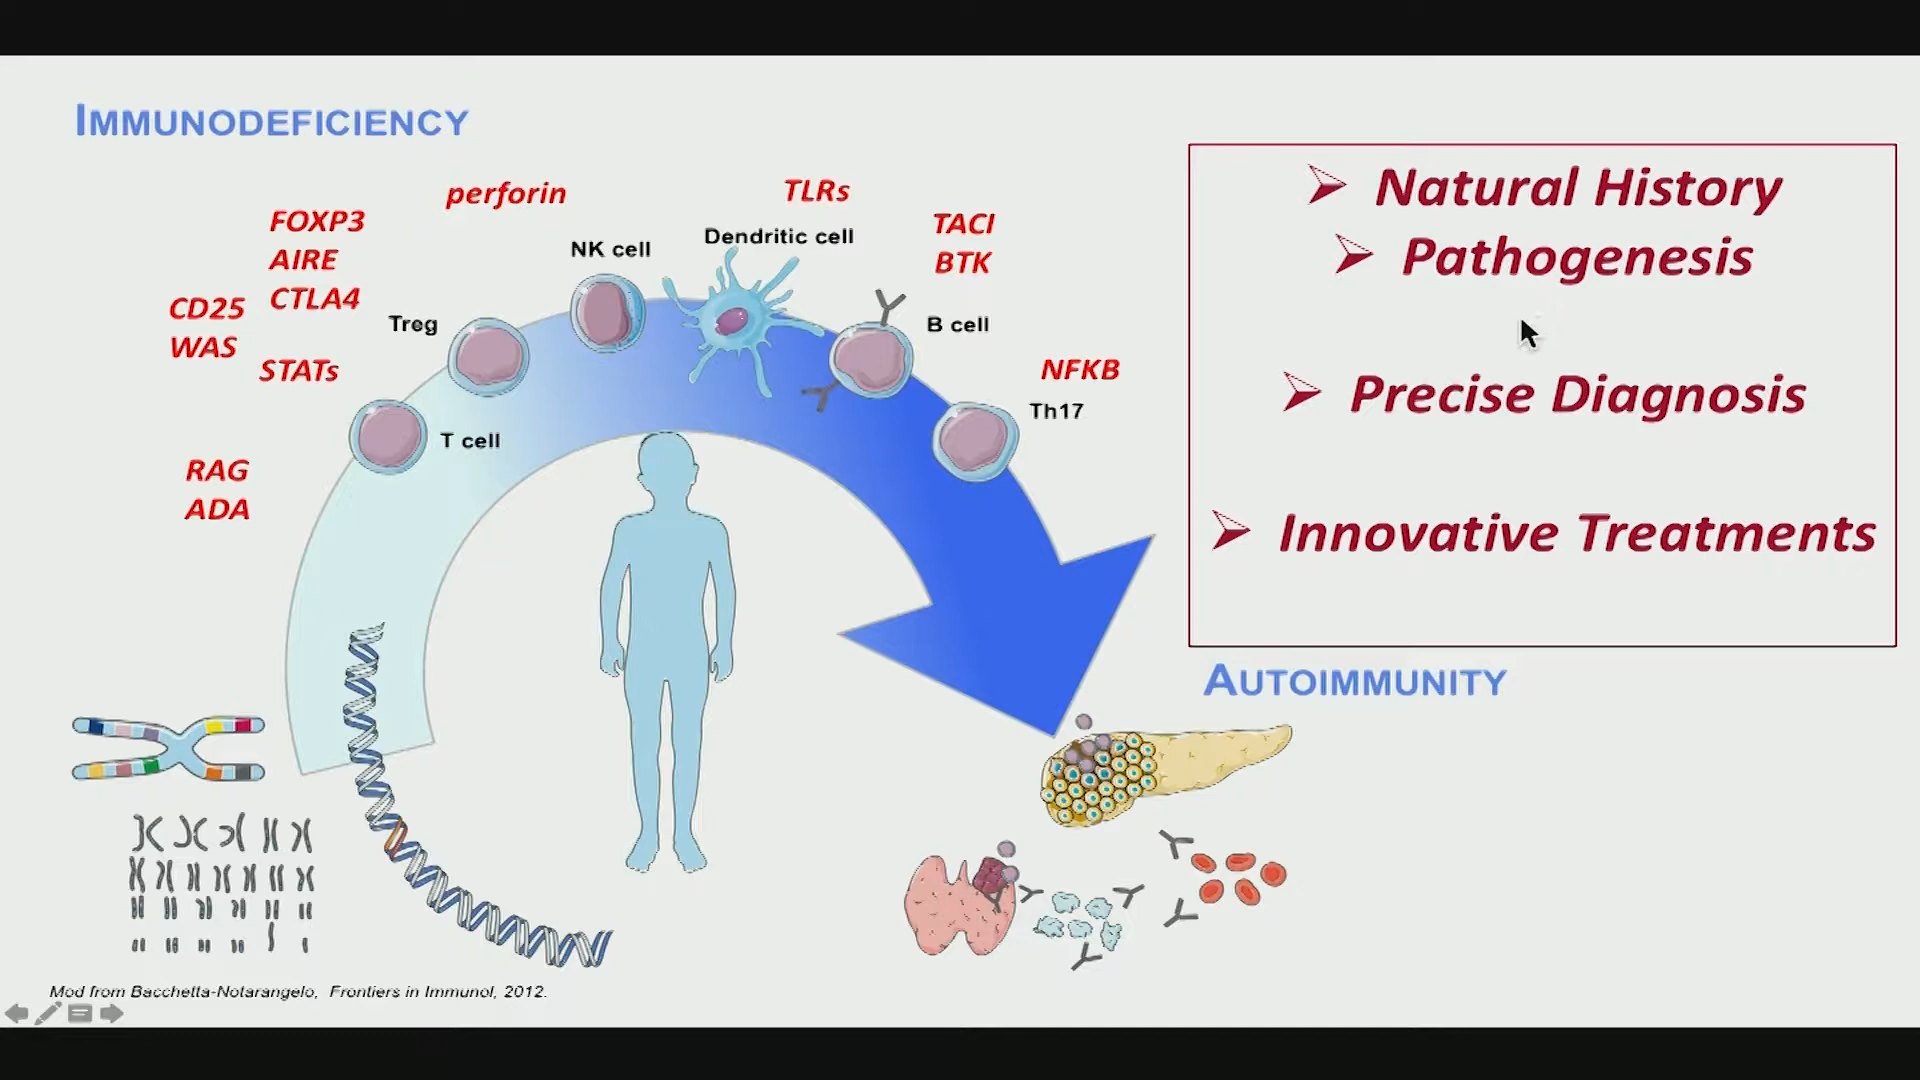 IMMUNODEFICIENCY
perforin
TLRs
FOXP3
AIRE
CTLA4
CD25
WAS
STATs
RAG
ADA
TACI
BTK
NFKB
NK cell
Dendritic cell
Treg
B cell
T cell
Th17
Natural History
Pathogenesis
Precise Diagnosis
Innovative Treatments
AUTOIMMUNITY
Mod from Bacchetta-Notarangelo, Frontiers in Immunol, 2012.